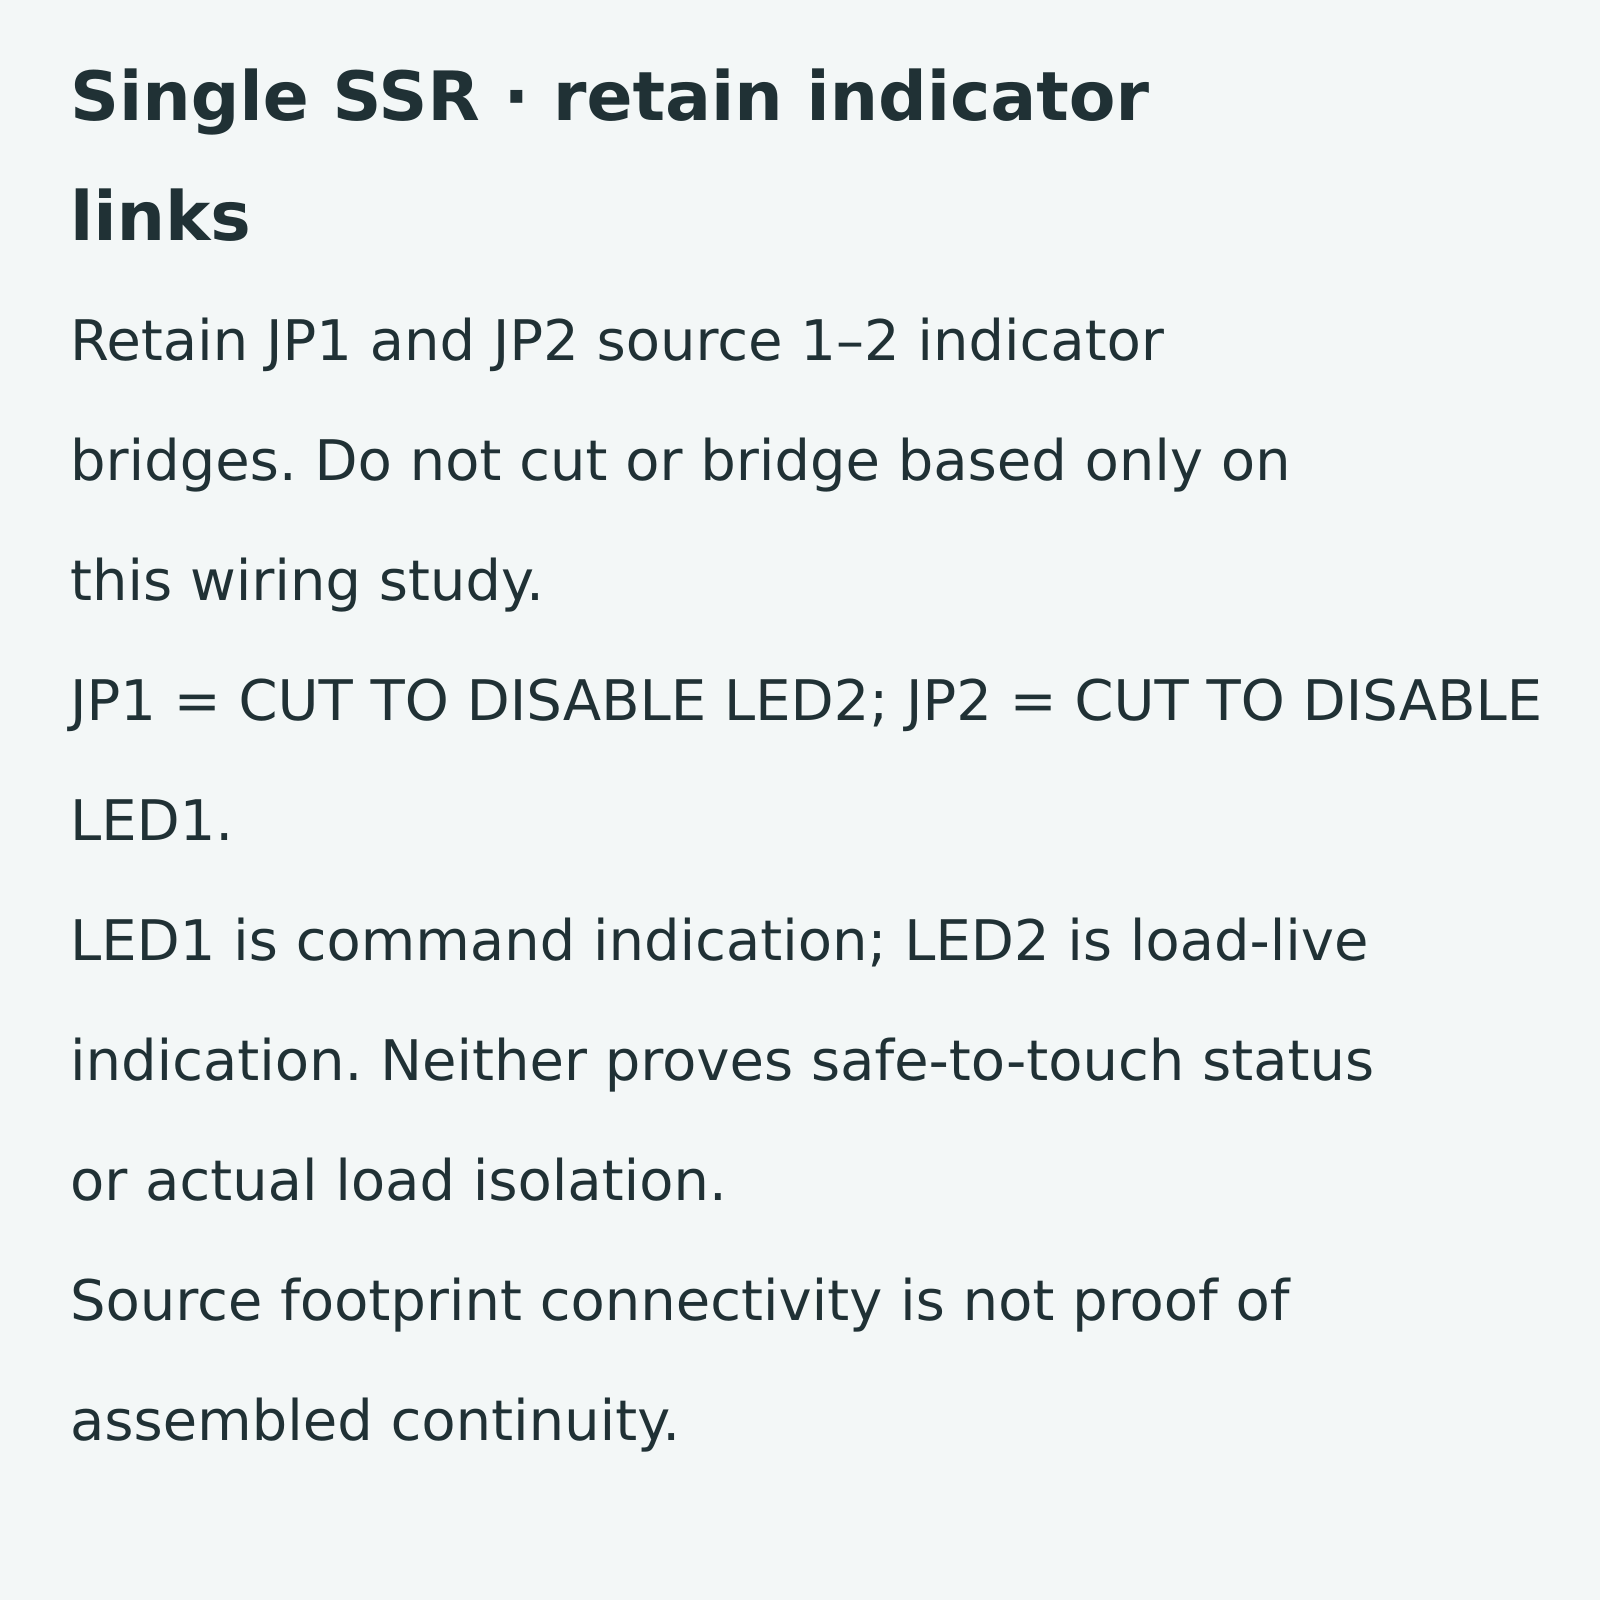 Single SSR · retain indicator
links
Retain JP1 and JP2 source 1–2 indicator
bridges. Do not cut or bridge based only on
this wiring study.
JP1 = CUT TO DISABLE LED2; JP2 = CUT TO DISABLE
LED1.
LED1 is command indication; LED2 is load-live
indication. Neither proves safe-to-touch status
or actual load isolation.
Source footprint connectivity is not proof of
assembled continuity.